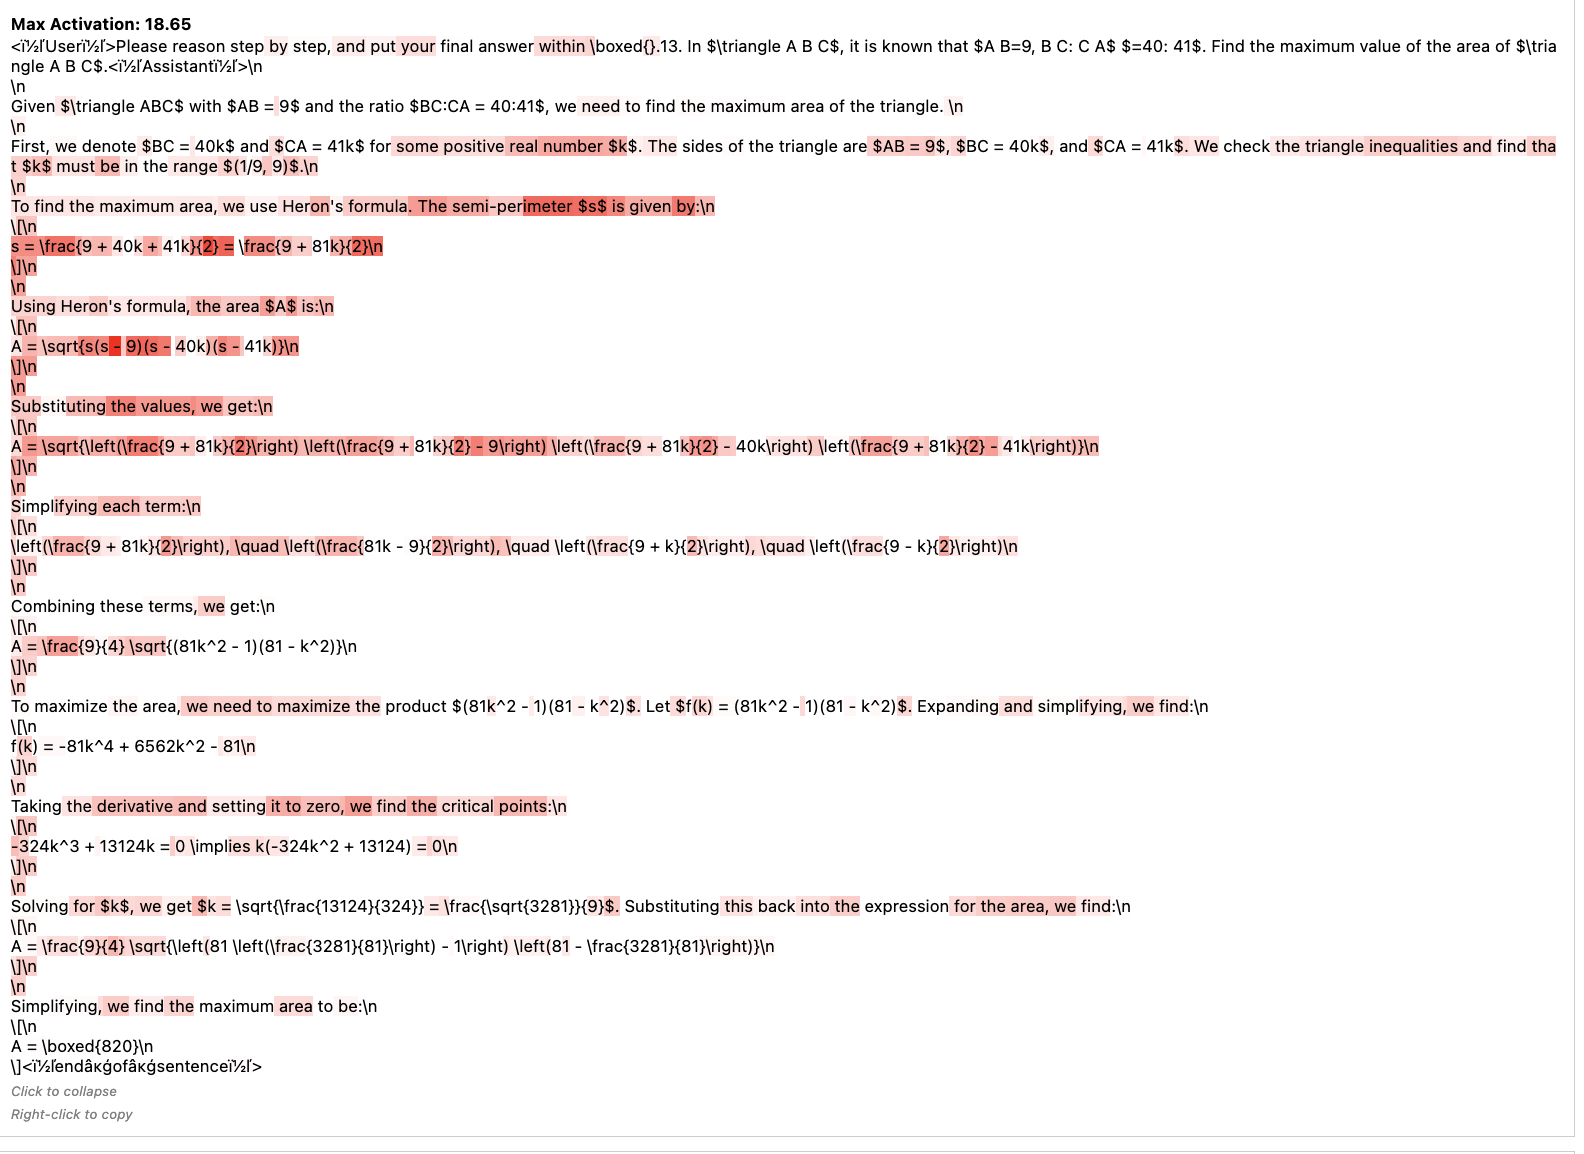 Max Activation: 18.65
<ï½ľUserï½ľ>Please reason step by step, and put your final answer within \boxed{}.13. In $\triangle A B C$, it is known that $A B=9, B C: C A$ $=40: 41$. Find the maximum value of the area of $\tria
ngle A B C$.<ï½ľAssistantï½ľ>\n
\n
Given $\triangle ABC$ with $AB = 9$ and the ratio $BC:CA = 40:41$, we need to find the maximum area of the triangle. \n
\n
First, we denote $BC = 40k$ and $CA = 41k$ for some positive real number $k$. The sides of the triangle are $AB = 9$, $BC = 40k$, and $CA = 41k$. We check the triangle inequalities and find tha
t $k$ must be in the range $(1/9, 9)$.\n
\n
To find the maximum area, we use Heron's formula. The semi-perimeter $s$ is given by:\n
\[\n
s = \frac{9 + 40k + 41k}{2} = \frac{9 + 81k}{2}\n
\]\n
\n
Using Heron's formula, the area $A$ is:\n
\[\n
A = \sqrt{s(s - 9)(s - 40k)(s - 41k)}\n
\]\n
\n
Substituting the values, we get:\n
\[\n
A = \sqrt{\left(\frac{9 + 81k}{2}\right) \left(\frac{9 + 81k}{2} - 9\right) \left(\frac{9 + 81k}{2} - 40k\right) \left(\frac{9 + 81k}{2} - 41k\right)}\n
\]\n
\n
Simplifying each term:\n
\[\n
\left(\frac{9 + 81k}{2}\right), \quad \left(\frac{81k - 9}{2}\right), \quad \left(\frac{9 + k}{2}\right), \quad \left(\frac{9 - k}{2}\right)\n
\]\n
\n
Combining these terms, we get:\n
\[\n
A = \frac{9}{4} \sqrt{(81k^2 - 1)(81 - k^2)}\n
\]\n
\n
To maximize the area, we need to maximize the product $(81k^2 - 1)(81 - k^2)$. Let $f(k) = (81k^2 - 1)(81 - k^2)$. Expanding and simplifying, we find:\n
\[\n
f(k) = -81k^4 + 6562k^2 - 81\n
\]\n
\n
Taking the derivative and setting it to zero, we find the critical points:\n
\[\n
-324k^3 + 13124k = 0 \implies k(-324k^2 + 13124) = 0\n
\]\n
\n
Solving for $k$, we get $k = \sqrt{\frac{13124}{324}} = \frac{\sqrt{3281}}{9}$. Substituting this back into the expression for the area, we find:\n
\[\n
A = \frac{9}{4} \sqrt{\left(81 \left(\frac{3281}{81}\right) - 1\right) \left(81 - \frac{3281}{81}\right)}\n
\]\n
\n
Simplifying, we find the maximum area to be:\n
\[\n
A = \boxed{820}\n
\]<ï½ľendâĸģofâĸģsentenceï½ľ>
Click to collapse
Right-click to copy